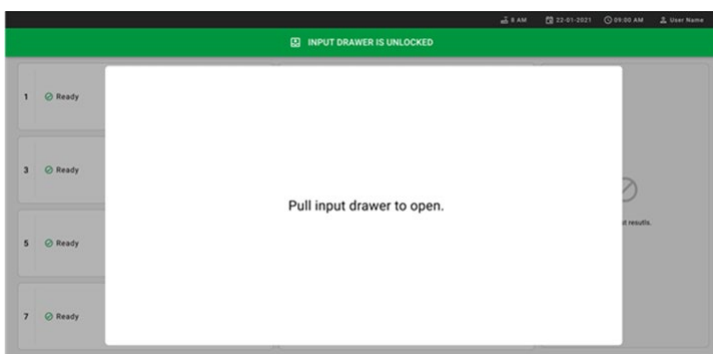 8 AM 22-01-2021 09:00 AM User Name
INPUT DRAWER IS UNLOCKED
1 Ready
3 Ready
Pull input drawer to open.
resutls.
5 Ready
7 Ready